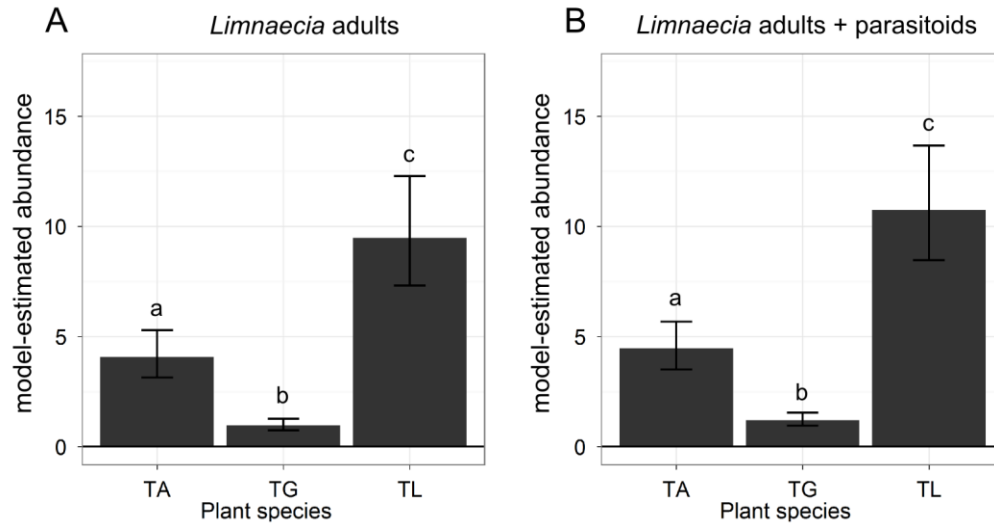 A
Limnaecia adults
model-estimated abundance
15
10
5
0
a
b
c
TA TG TL
Plant species
B
Limnaecia adults + parasitoids
model-estimated abundance
15
10
5
0
a
b
c
TA TG TL
Plant species